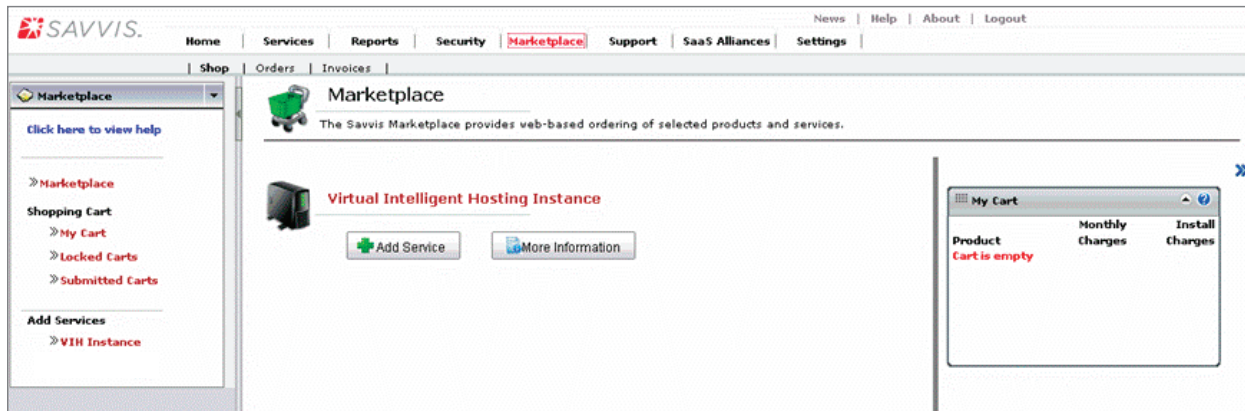 SAVVIS.
News | Help | About | Logout
Home | Services | Reports | Security | Marketplace | Support | SaaS Alliances | Settings |
| Shop | Orders | Invoices |
Marketplace
Click here to view help
Marketplace
Shopping Cart
My Cart
Locked Carts
Submitted Carts
Add Services
VIH Instance
Marketplace
The Savvis Marketplace provides web-based ordering of selected products and services.
Virtual Intelligent Hosting Instance
Add Service
More Information
My Cart
Product Monthly Charges Install Charges
Cart is empty